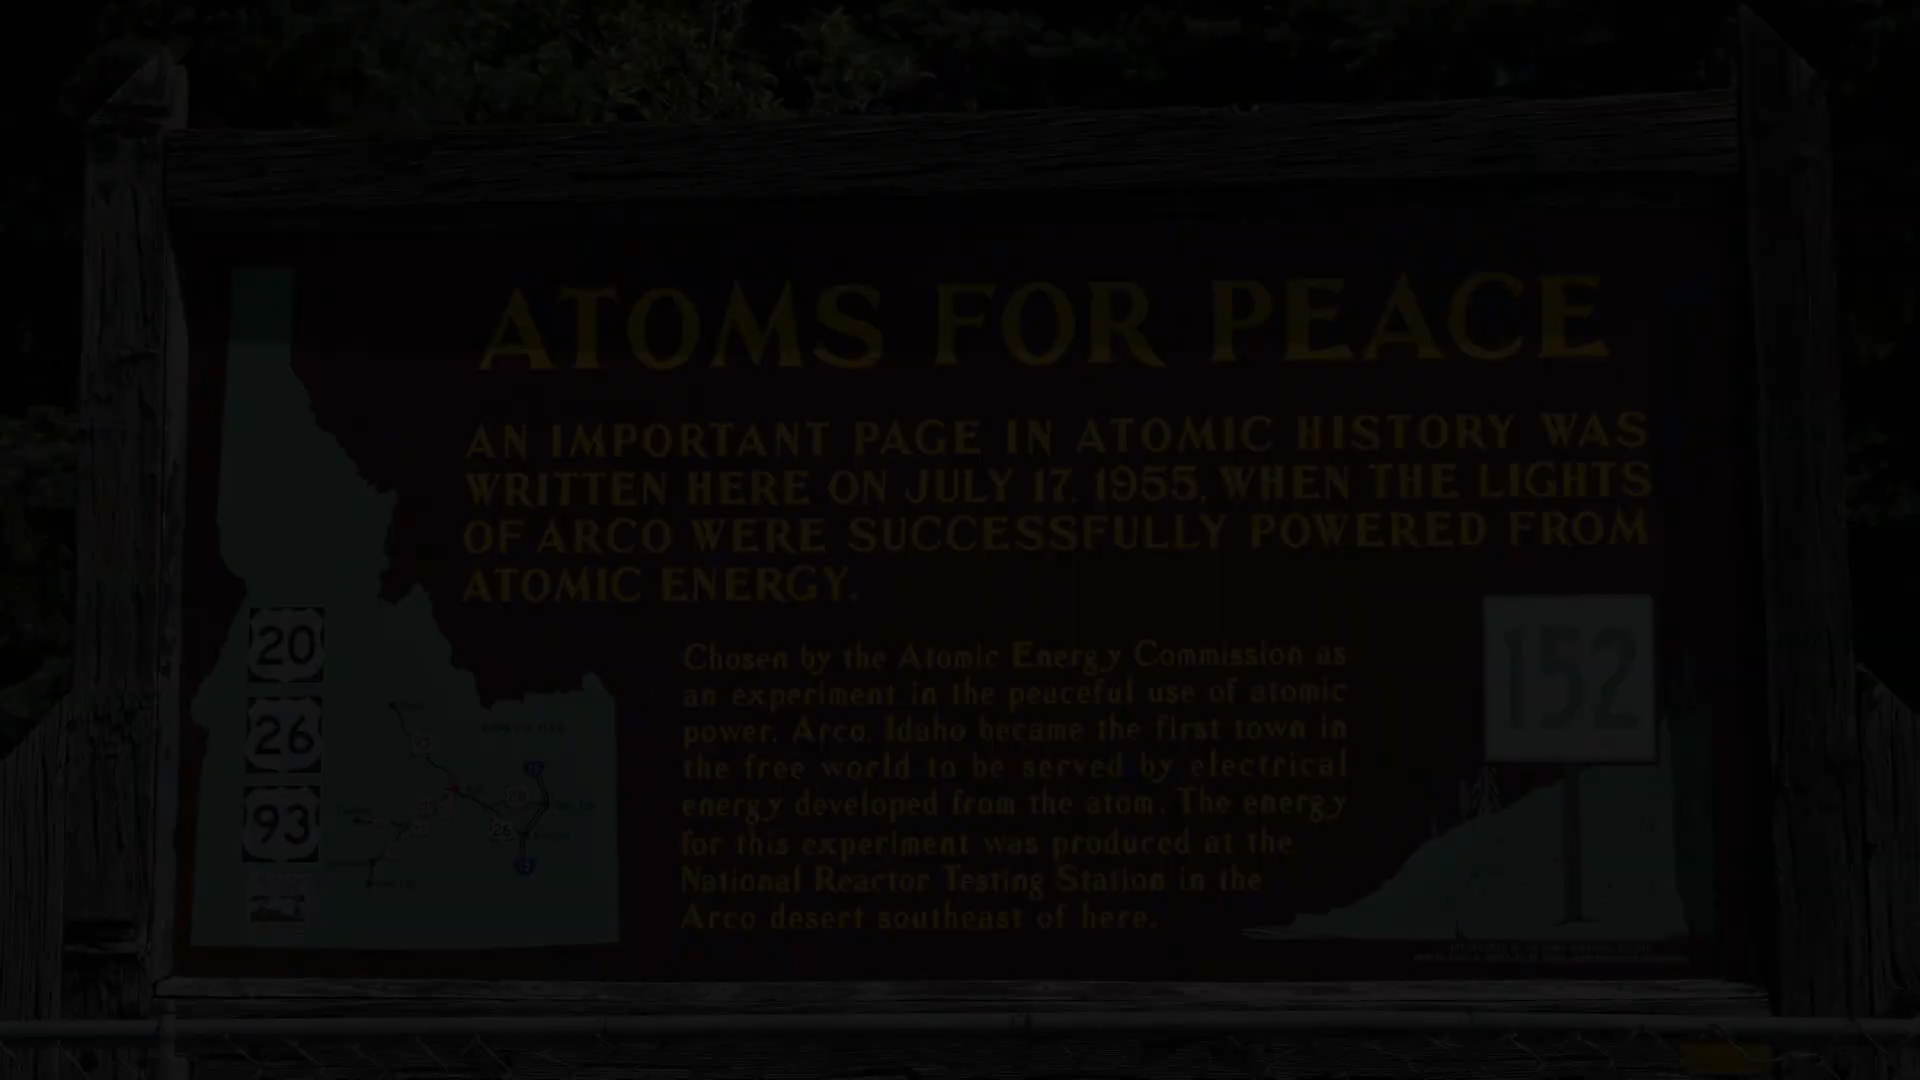 ATOMS FOR PEACE
AN IMPORTANT PAGE IN ATOMIC HISTORY WAS
WRITTEN HERE ON JULY 17, 1955, WHEN THE LIGHTS
OF ARCO WERE SUCCESSFULLY POWERED FROM
ATOMIC ENERGY.
Chosen by the Atomic Energy Commission as
an experiment in the peaceful use of atomic
power, Arco, Idaho became the first town in
the free world to be served by electrical
energy developed from the atom. The energy
for this experiment was produced at the
National Reactor Testing Station in the
Arco desert southeast of here.
20
26
93
26
152